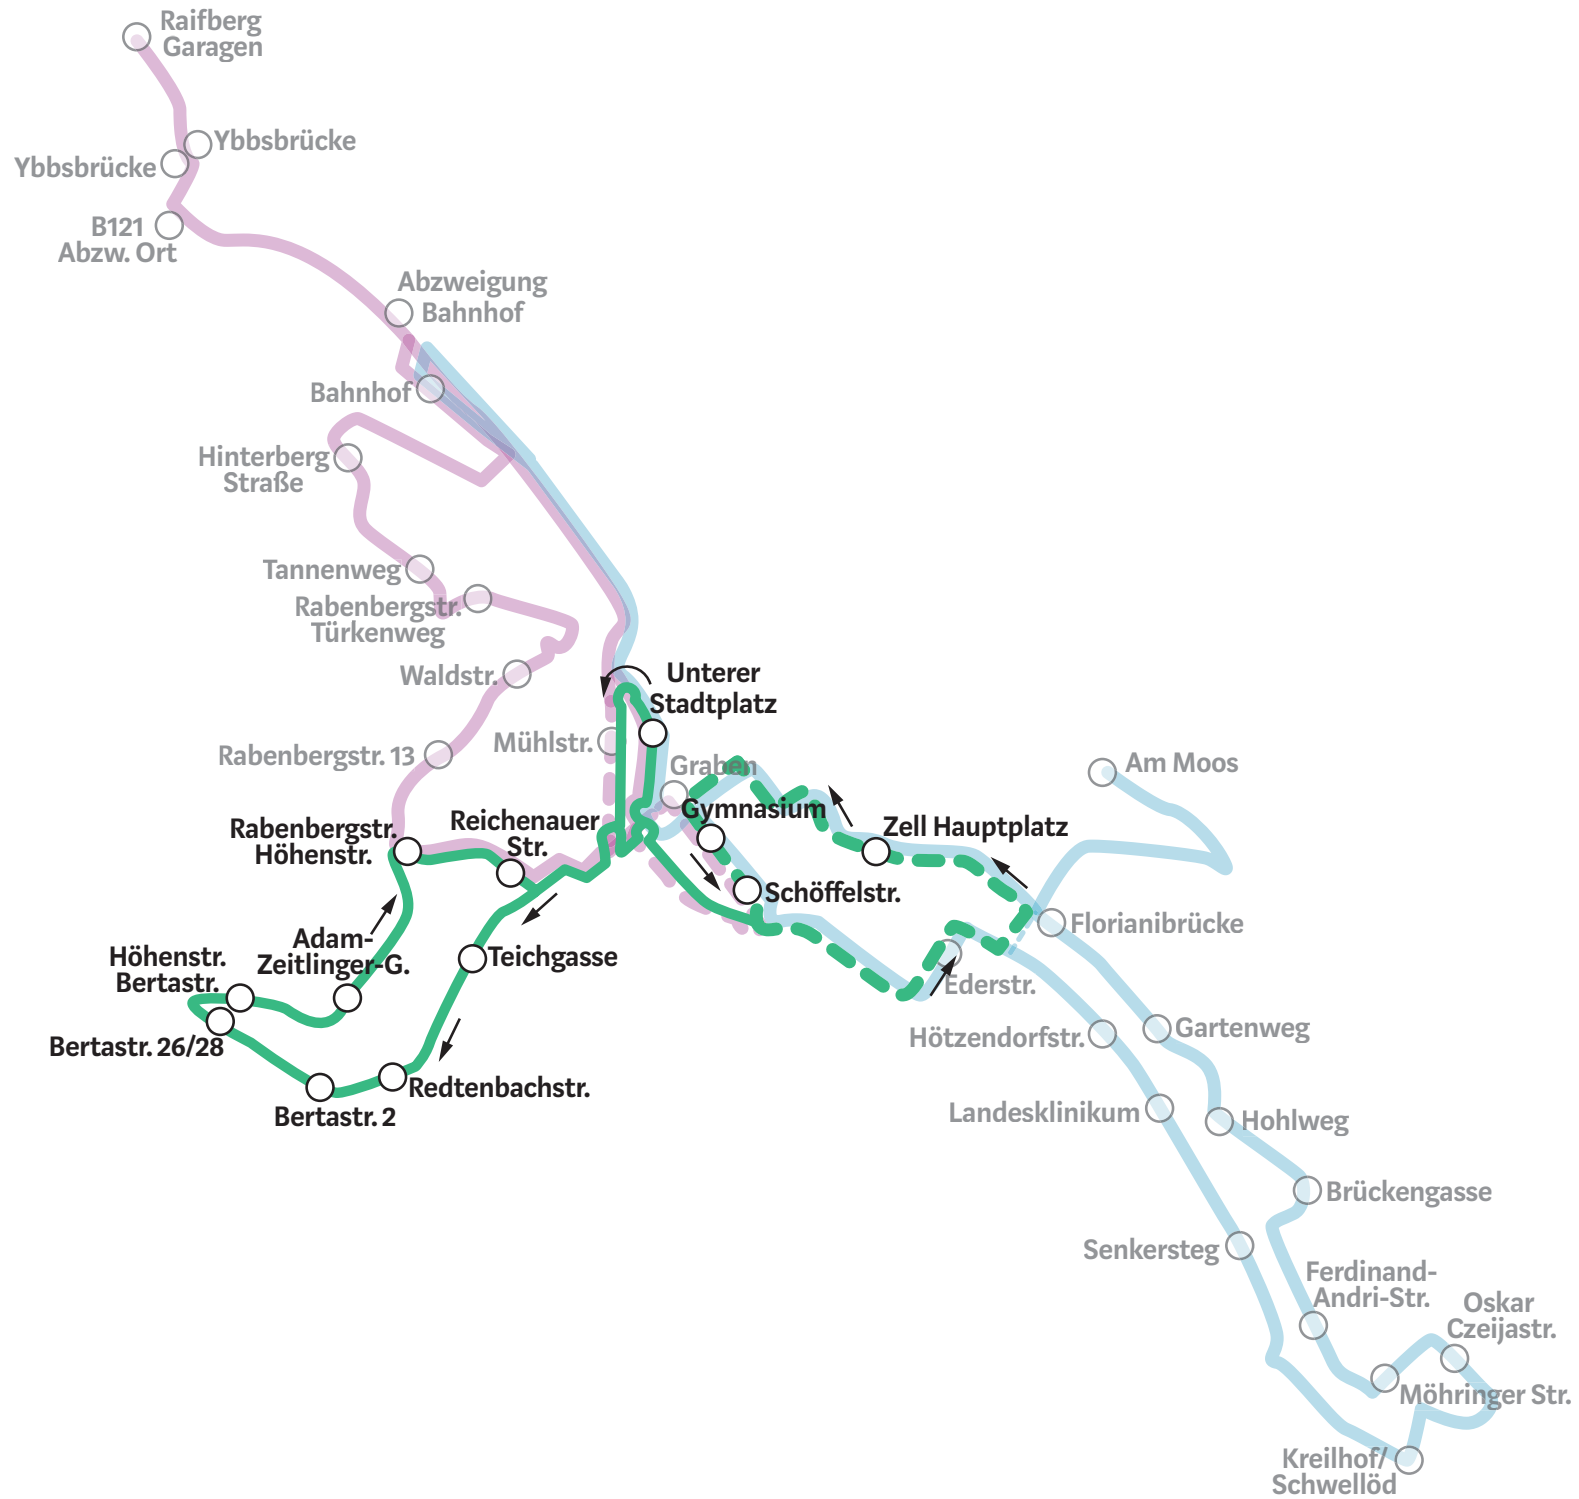 Raifberg
Garagen
Ybbsbrücke
Ybbsbrücke
B121
Abzw. Ort
Abzweigung
Bahnhof
Bahnhof
Hinterberg
Straße
Tannenweg
Rabenbergstr.
Türkenweg
Waldstr.
Unterer
Stadtplatz
Mühlstr.
Rabenbergstr. 13
Graben
Am Moos
Gymnasium
Reichenauer
Str.
Rabenbergstr.
Höhenstr.
Zell Hauptplatz
Schöffelstr.
Florianibrücke
Adam-
Zeitlinger-G.
Höhenstr.
Bertastr.
Teichgasse
Ederstr.
Bertastr. 26/28
Hötzendorfstr.
Gartenweg
Redtenbachstr.
Bertastr. 2
Landesklinikum
Hohlweg
Brückengasse
Senkersteg
Ferdinand-
Andri-Str.
Oskar
Czeijastr.
Möhringer Str.
Kreilhof/
Schwellöd